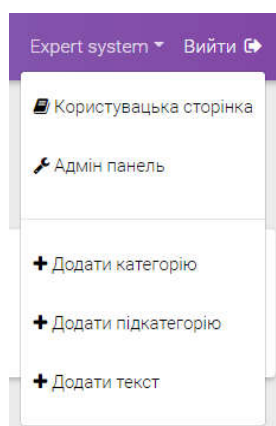 Expert system Вийти
Користувацька сторінка
Адмін панель
Додати категорію
Додати підкатегорію
Додати текст